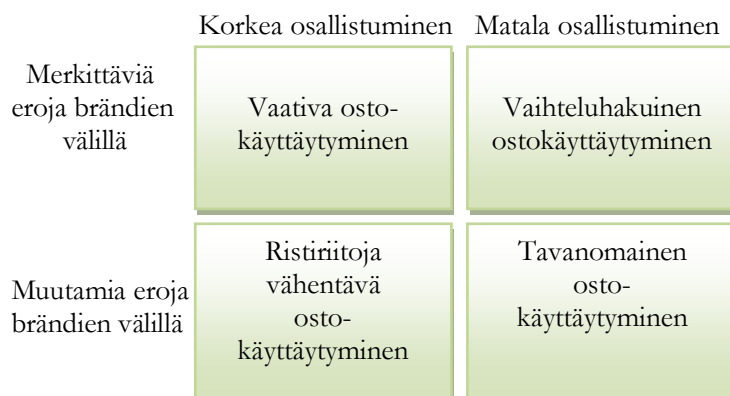 Korkea osallistuminen
Matala osallistuminen
Merkittäviä
eroja brändien
välillä
Vaativa osto-
käyttäytyminen
Vaihteluhakuinen
ostokäyttäytyminen
Muutamia eroja
brändien välillä
Ristiriitoja
vähentävä
osto-
käyttäytyminen
Tavanomainen
osto-
käyttäytyminen